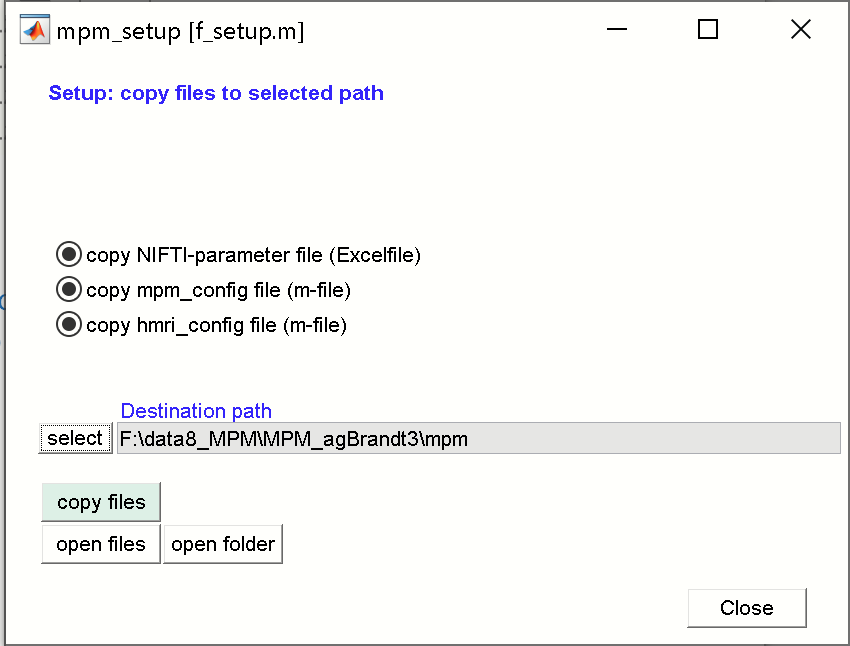 mpm_setup [f_setup.m]
Setup: copy files to selected path
copy NIFTI-parameter file (Excelfile)
copy mpm_config file (m-file)
copy hmri_config file (m-file)
Destination path
select F:\data8_MPM\MPM_agBrandt3\mpm
copy files
open files open folder
Close